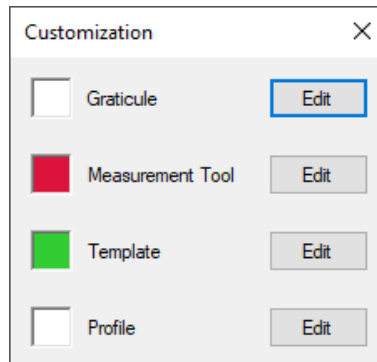 Customization
Graticule Edit
Measurement Tool Edit
Template Edit
Profile Edit